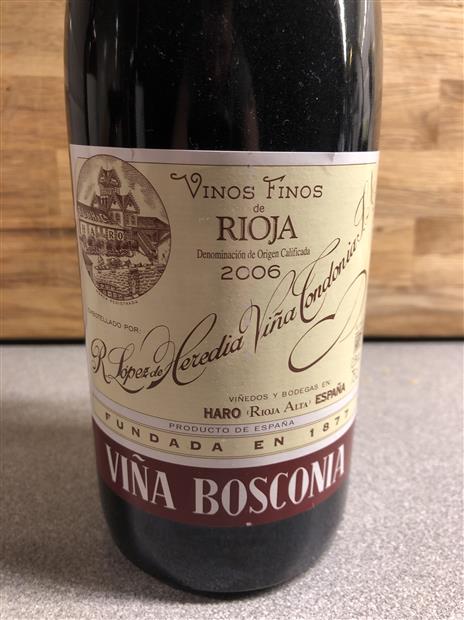 VINOS FINOS
de
RIOJA
Denominación de Origen Calificada
2006
HARO
EMBOTELLADO POR:
R. López de Heredia Viña Tondonia,
VIÑEDOS Y BODEGAS EN:
HARO (RIOJA ALTA) ESPAÑA
PRODUCTO DE ESPAÑA
FUNDADA EN 1877
VIÑA BOSCONIA